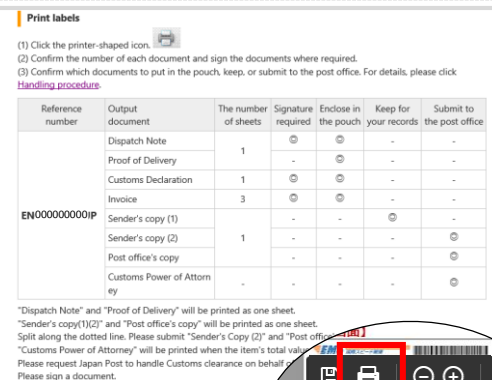 Print labels
(1) Click the printer-shaped icon.
(2) Confirm the number of each document and sign the documents where required.
(3) Confirm which documents to put in the pouch, keep, or submit to the post office. For details, please click
Handling procedure.
Reference number Output document The number of sheets Signature required Enclose in the pouch Keep for your records Submit to the post office
EN000000000JP
Dispatch Note 1 ◎ ◎ - -
Proof of Delivery - ◎ - -
Customs Declaration 1 ◎ ◎ - -
Invoice 3 ◎ ◎ - -
Sender's copy (1) 1 - - ◎ -
Sender's copy (2) - - - ◎
Post office's copy - - - ◎
Customs Power of Attorn
ey - - - - ◎
"Dispatch Note" and "Proof of Delivery" will be printed as one sheet.
"Sender's copy(1)(2)" and "Post office's copy" will be printed as one sheet.
Split along the dotted line. Please submit "Sender's Copy (2)" and "Post office
"Customs Power of Attorney" will be printed when the item's total value
Please request Japan Post to handle Customs clearance on behalf of
Please sign a document.
EMS